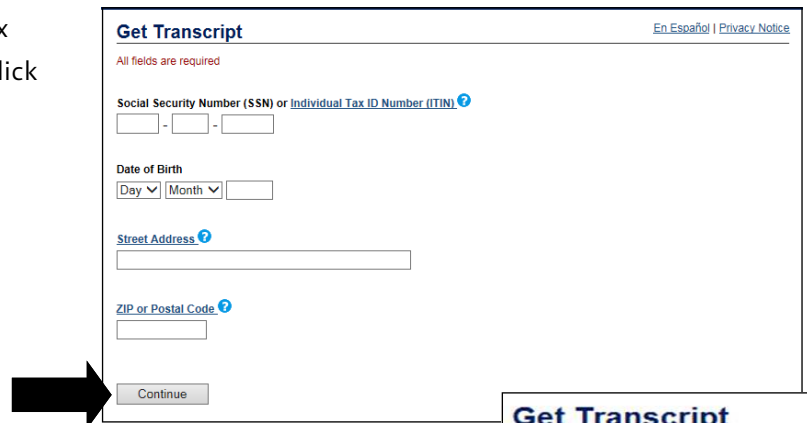 Get Transcript
En Español | Privacy Notice
All fields are required
Social Security Number (SSN) or Individual Tax ID Number (ITIN) ?
- -
Date of Birth
Day Month
Street Address ?
ZIP or Postal Code ?
Continue
Get Transcript